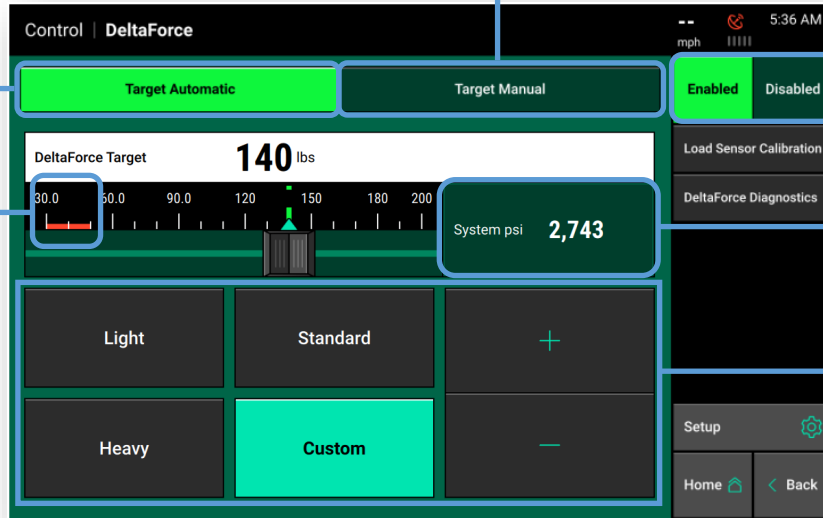 Control | DeltaForce
-- mph
5:36 AM
Target Automatic
Target Manual
Enabled
Disabled
DeltaForce Target 140 lbs
Load Sensor Calibration
DeltaForce Diagnostics
30.0 60.0 90.0 120 150 180 200
System psi 2,743
Light
Standard
+
Heavy
Custom
−
Setup
Home
< Back